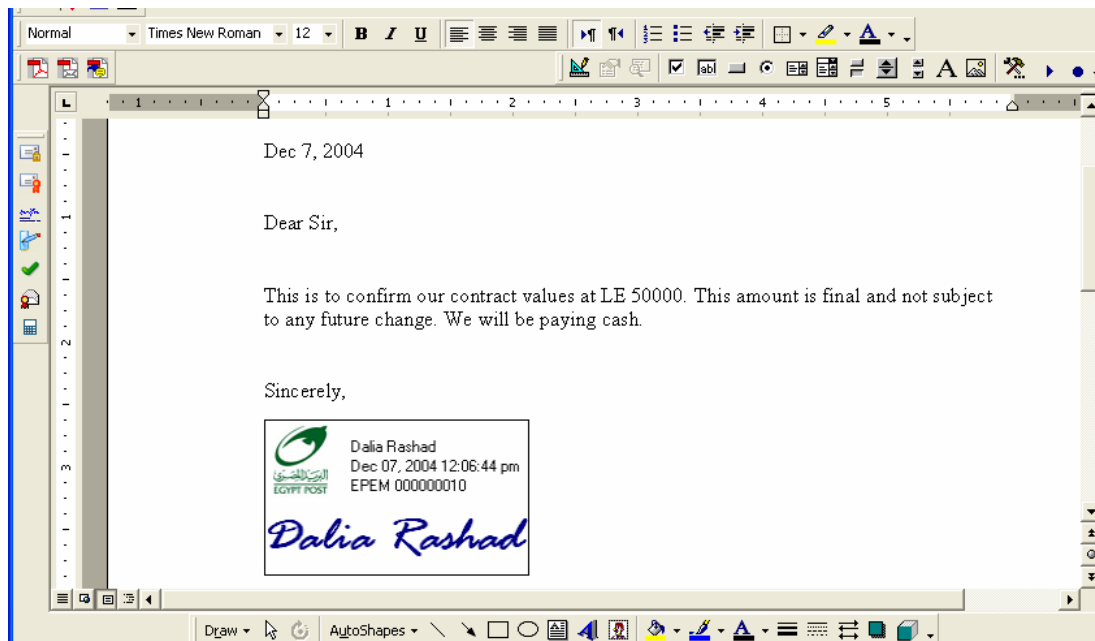 Normal Times New Roman 12 B I U
Dec 7, 2004
Dear Sir,
This is to confirm our contract values at LE 50000. This amount is final and not subject
to any future change. We will be paying cash.
Sincerely,
Dalia Rashad
Dec 07, 2004 12:06:44 pm
EPEM 000000010
البريد المصرى
EGYPT POST
Dalia Rashad
Draw AutoShapes